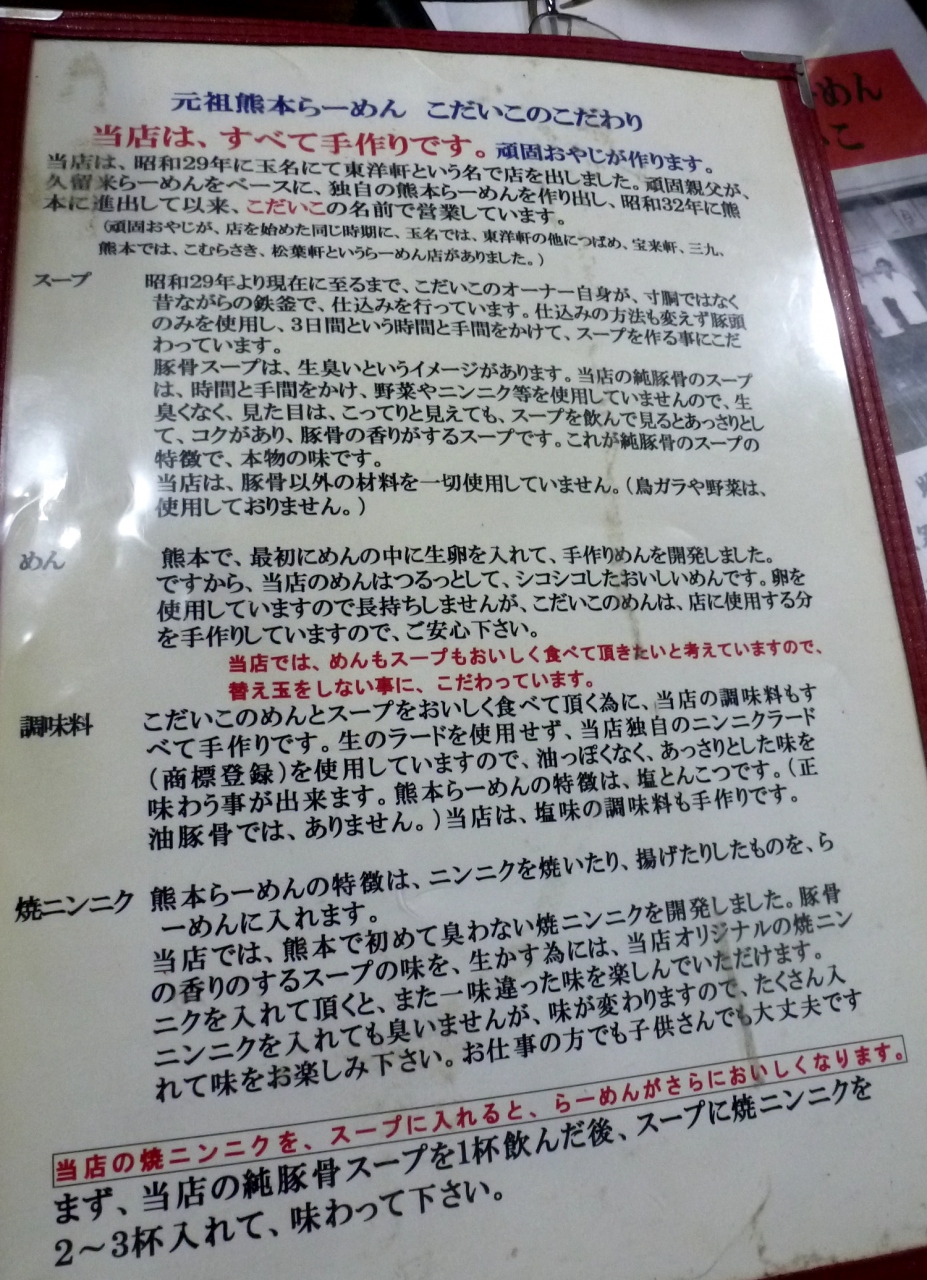 元祖熊本らーめん こだいこのこだわり
当店は、すべて手作りです。頑固おやじが作ります。
当店は、昭和29年に玉名にて東洋軒という名で店を出しました。頑固親父が、
久留米らーめんをベースに、独自の熊本らーめんを作り出し、昭和32年に熊
本に進出して以来、こだいこの名前で営業しています。
(頑固おやじが、店を始めた同じ時期に、玉名では、東洋軒の他につばめ、宝来軒、三九、
熊本では、こむらさき、松葉軒というらーめん店がありました。)
スープ 昭和29年より現在に至るまで、こだいこのオーナー自身が、寸胴ではなく
昔ながらの鉄釜で、仕込みを行っています。仕込みの方法も変えず豚頭
のみを使用し、3日間という時間と手間をかけて、スープを作る事にこだ
わっています。
豚骨スープは、生臭いというイメージがあります。当店の純豚骨のスープ
は、時間と手間をかけ、野菜やニンニク等を使用していませんので、生
臭くなく、見た目は、こってりと見えても、スープを飲んで見るとあっさりとし
て、コクがあり、豚骨の香りがするスープです。これが純豚骨のスープの
特徴で、本物の味です。
当店は、豚骨以外の材料を一切使用していません。(鳥ガラや野菜は、
使用しておりません。)
めん 熊本で、最初にめんの中に生卵を入れて、手作りめんを開発しました。
ですから、当店のめんはつるっとして、シコシコしたおいしいめんです。卵を
使用していますので長持ちしませんが、こだいこのめんは、店に使用する分
を手作りしていますので、ご安心下さい。
当店では、めんもスープもおいしく食べて頂きたいと考えていますので、
替え玉をしない事に、こだわっています。
調味料 こだいこのめんとスープをおいしく食べて頂く為に、当店の調味料もす
べて手作りです。生のラードを使用せず、当店独自のニンニクラード
(商標登録)を使用していますので、油っぽくなく、あっさりとした味を
味わう事が出来ます。熊本らーめんの特徴は、塩とんこつです。(正
油豚骨では、ありません。)当店は、塩味の調味料も手作りです。
焼ニンニク 熊本らーめんの特徴は、ニンニクを焼いたり、揚げたりしたものを、ら
ーめんに入れます。
当店では、熊本で初めて臭わない焼ニンニクを開発しました。豚骨
の香りのするスープの味を、生かす為には、当店オリジナルの焼ニン
ニクを入れて頂くと、また一味違った味を楽しんでいただけます。
ニンニクを入れても臭いませんが、味が変わりますので、たくさん入
れて味をお楽しみ下さい。お仕事の方でも子供さんでも大丈夫です
当店の焼ニンニクを、スープに入れると、らーめんがさらにおいしくなります。
まず、当店の純豚骨スープを1杯飲んだ後、スープに焼ニンニクを
2〜3杯入れて、味わって下さい。
ーめん
こ